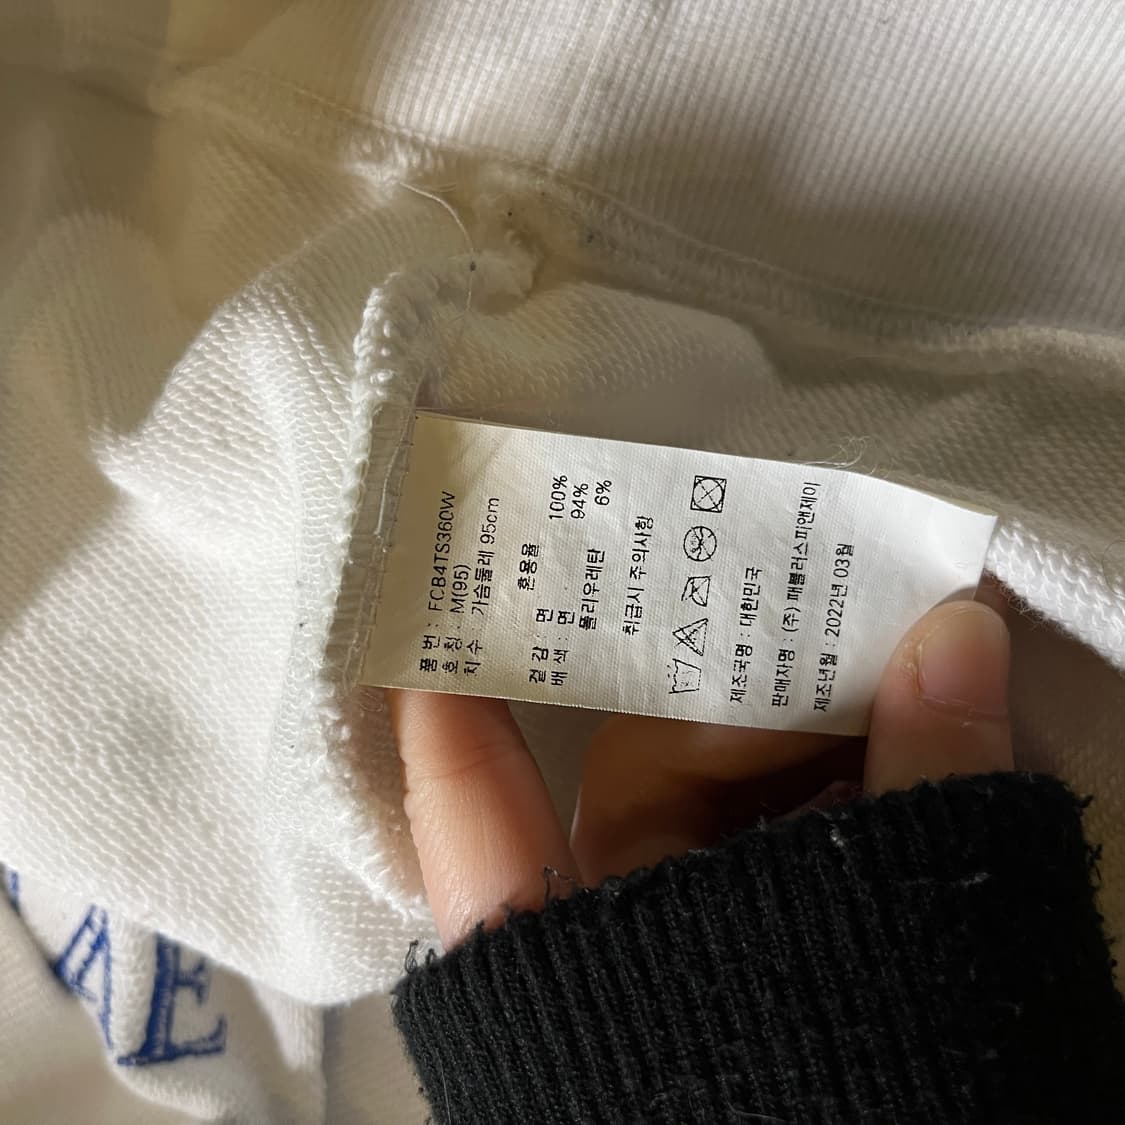 품 번 : FCB4TS360W
호 칭 : M(95)
치 수 가슴둘레 95cm
혼용율
겉 감 : 면 100%
배 색 : 면 94%
폴리우레탄 6%
취급시 주의사항
제조국명 : 대한민국
판매자명 : (주) 패블러스피앤제이
제조년월 : 2022년 03월